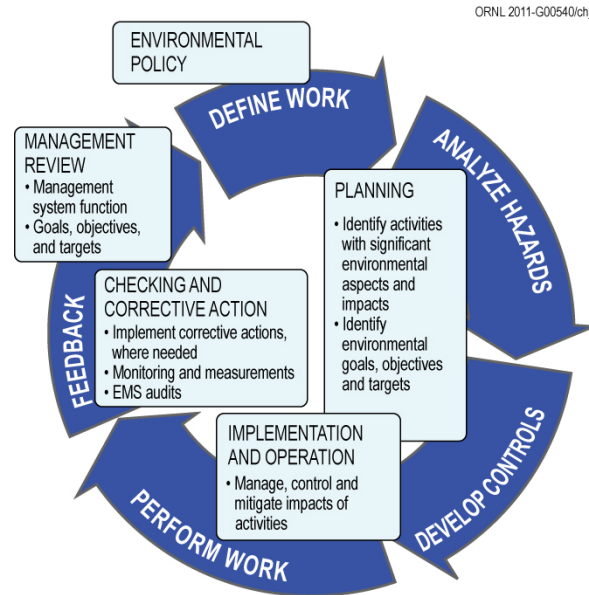 ORNL 2011-G00540/ch
ENVIRONMENTAL
POLICY
DEFINE WORK
ANALYZE HAZARDS
MANAGEMENT
REVIEW
• Management
system function
• Goals, objectives,
and targets
PLANNING
• Identify activities
with significant
environmental
aspects and
impacts
• Identify
environmental
goals, objectives
and targets
CHECKING AND
CORRECTIVE ACTION
• Implement corrective actions,
where needed
• Monitoring and measurements
• EMS audits
FEEDBACK
IMPLEMENTATION
AND OPERATION
• Manage, control and
mitigate impacts of
activities
DEVELOP CONTROLS
PERFORM WORK